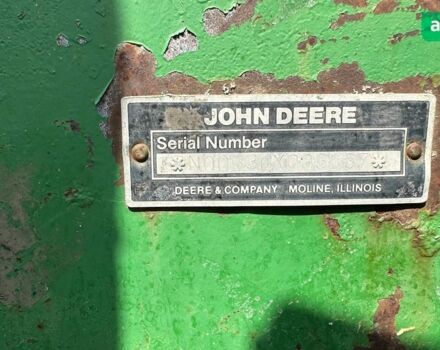 JOHN DEERE
Serial Number
DEERE & COMPANY MOLINE, ILLINOIS